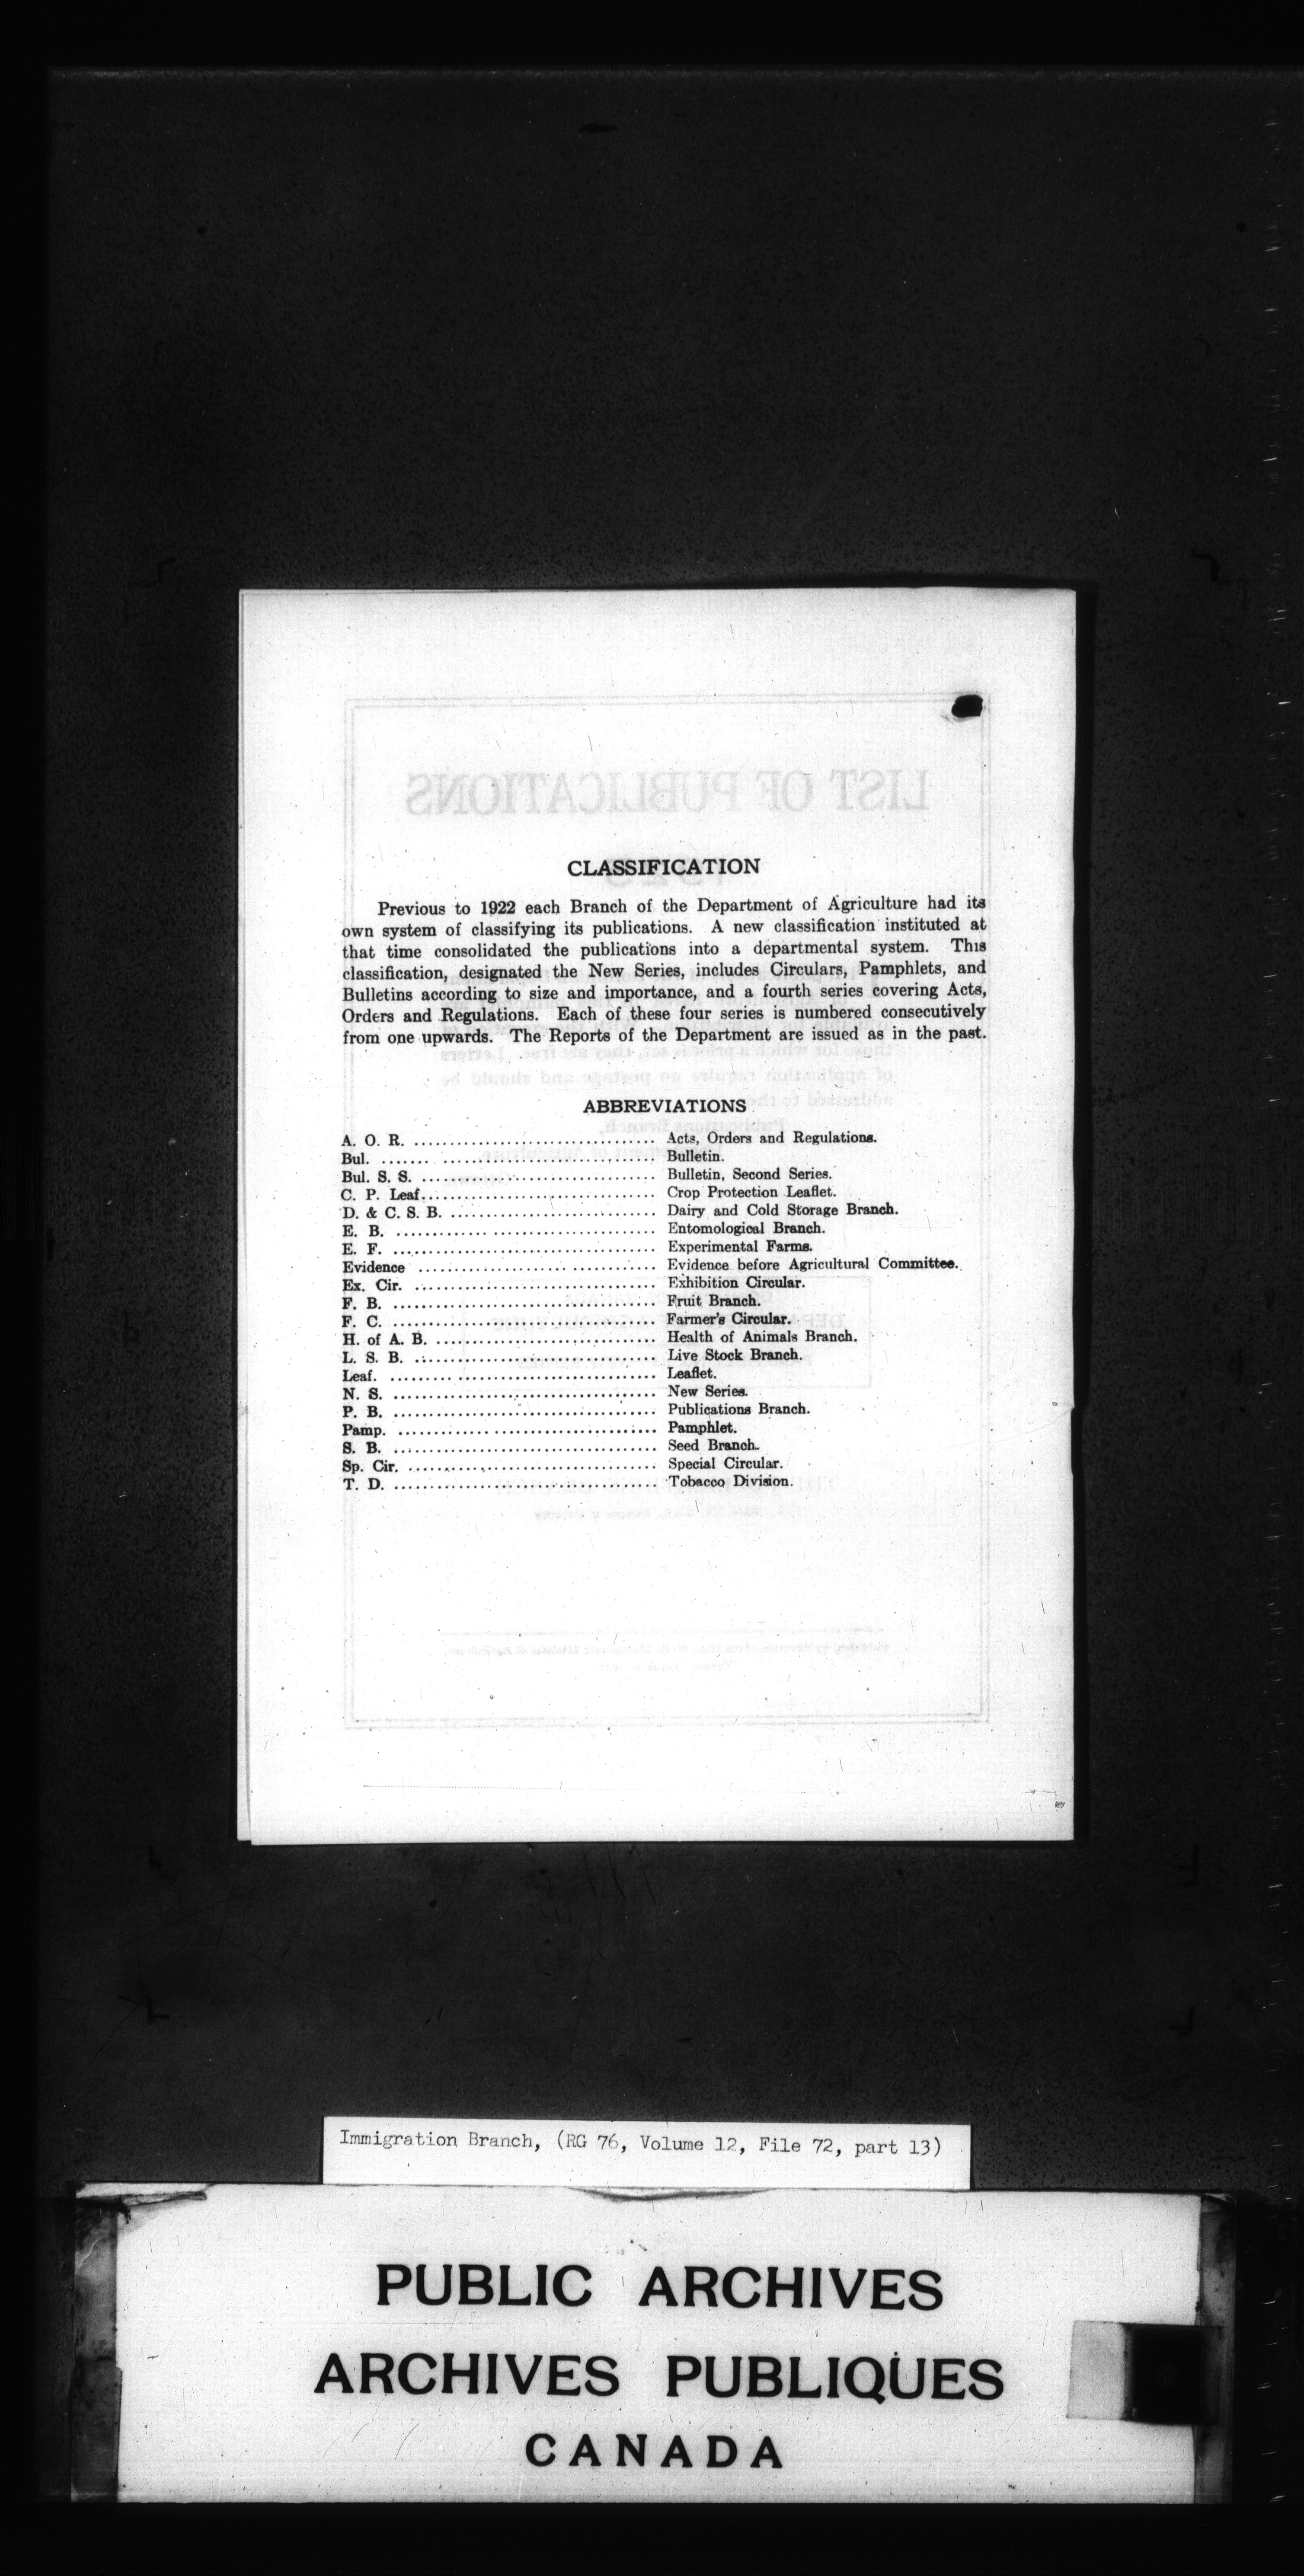 LIST OF PUBLICATIONS
CLASSIFICATION
Previous to 1922 each Branch of the Department of Agriculture had its
own system of classifying its publications. A new classification instituted at
that time consolidated the publications into a departmental system. This
classification, designated the New Series, includes Circulars, Pamphlets, and
Bulletins according to size and importance, and a fourth series covering Acts,
Orders and Regulations. Each of these four series is numbered consecutively
from one upwards. The Reports of the Department are issued as in the past.
ABBREVIATIONS
A. O. R. .................................. Acts, Orders and Regulations.
Bul. ....... .............................. Bulletin.
Bul. S. S. ................................. Bulletin, Second Series.
C. P. Leaf................................. Crop Protection Leaflet.
D. & C. S. B. ............................. Dairy and Cold Storage Branch.
E. B. ............. ....................... Entomological Branch.
E. F. ..................................... Experimental Farms.
Evidence .................................. Evidence before Agricultural Committee.
Ex. Cir. .................................. Exhibition Circular.
F. B. ..................................... Fruit Branch.
F. C. ..................................... Farmer's Circular.
H. of A. B. ............................... Health of Animals Branch.
L. S. B. .................................. Live Stock Branch.
Leaf. ......... ............................ Leaflet.
N. S. ..................................... New Series.
P. B. ..................................... Publications Branch.
Pamp. ............. ....................... Pamphlet.
S. B. ..................................... Seed Branch.
Sp. Cir. ................................... Special Circular.
T. D. ..................................... Tobacco Division.
Immigration Branch, (RG 76, Volume 12, File 72, part 13)
PUBLIC ARCHIVES
ARCHIVES PUBLIQUES
CANADA